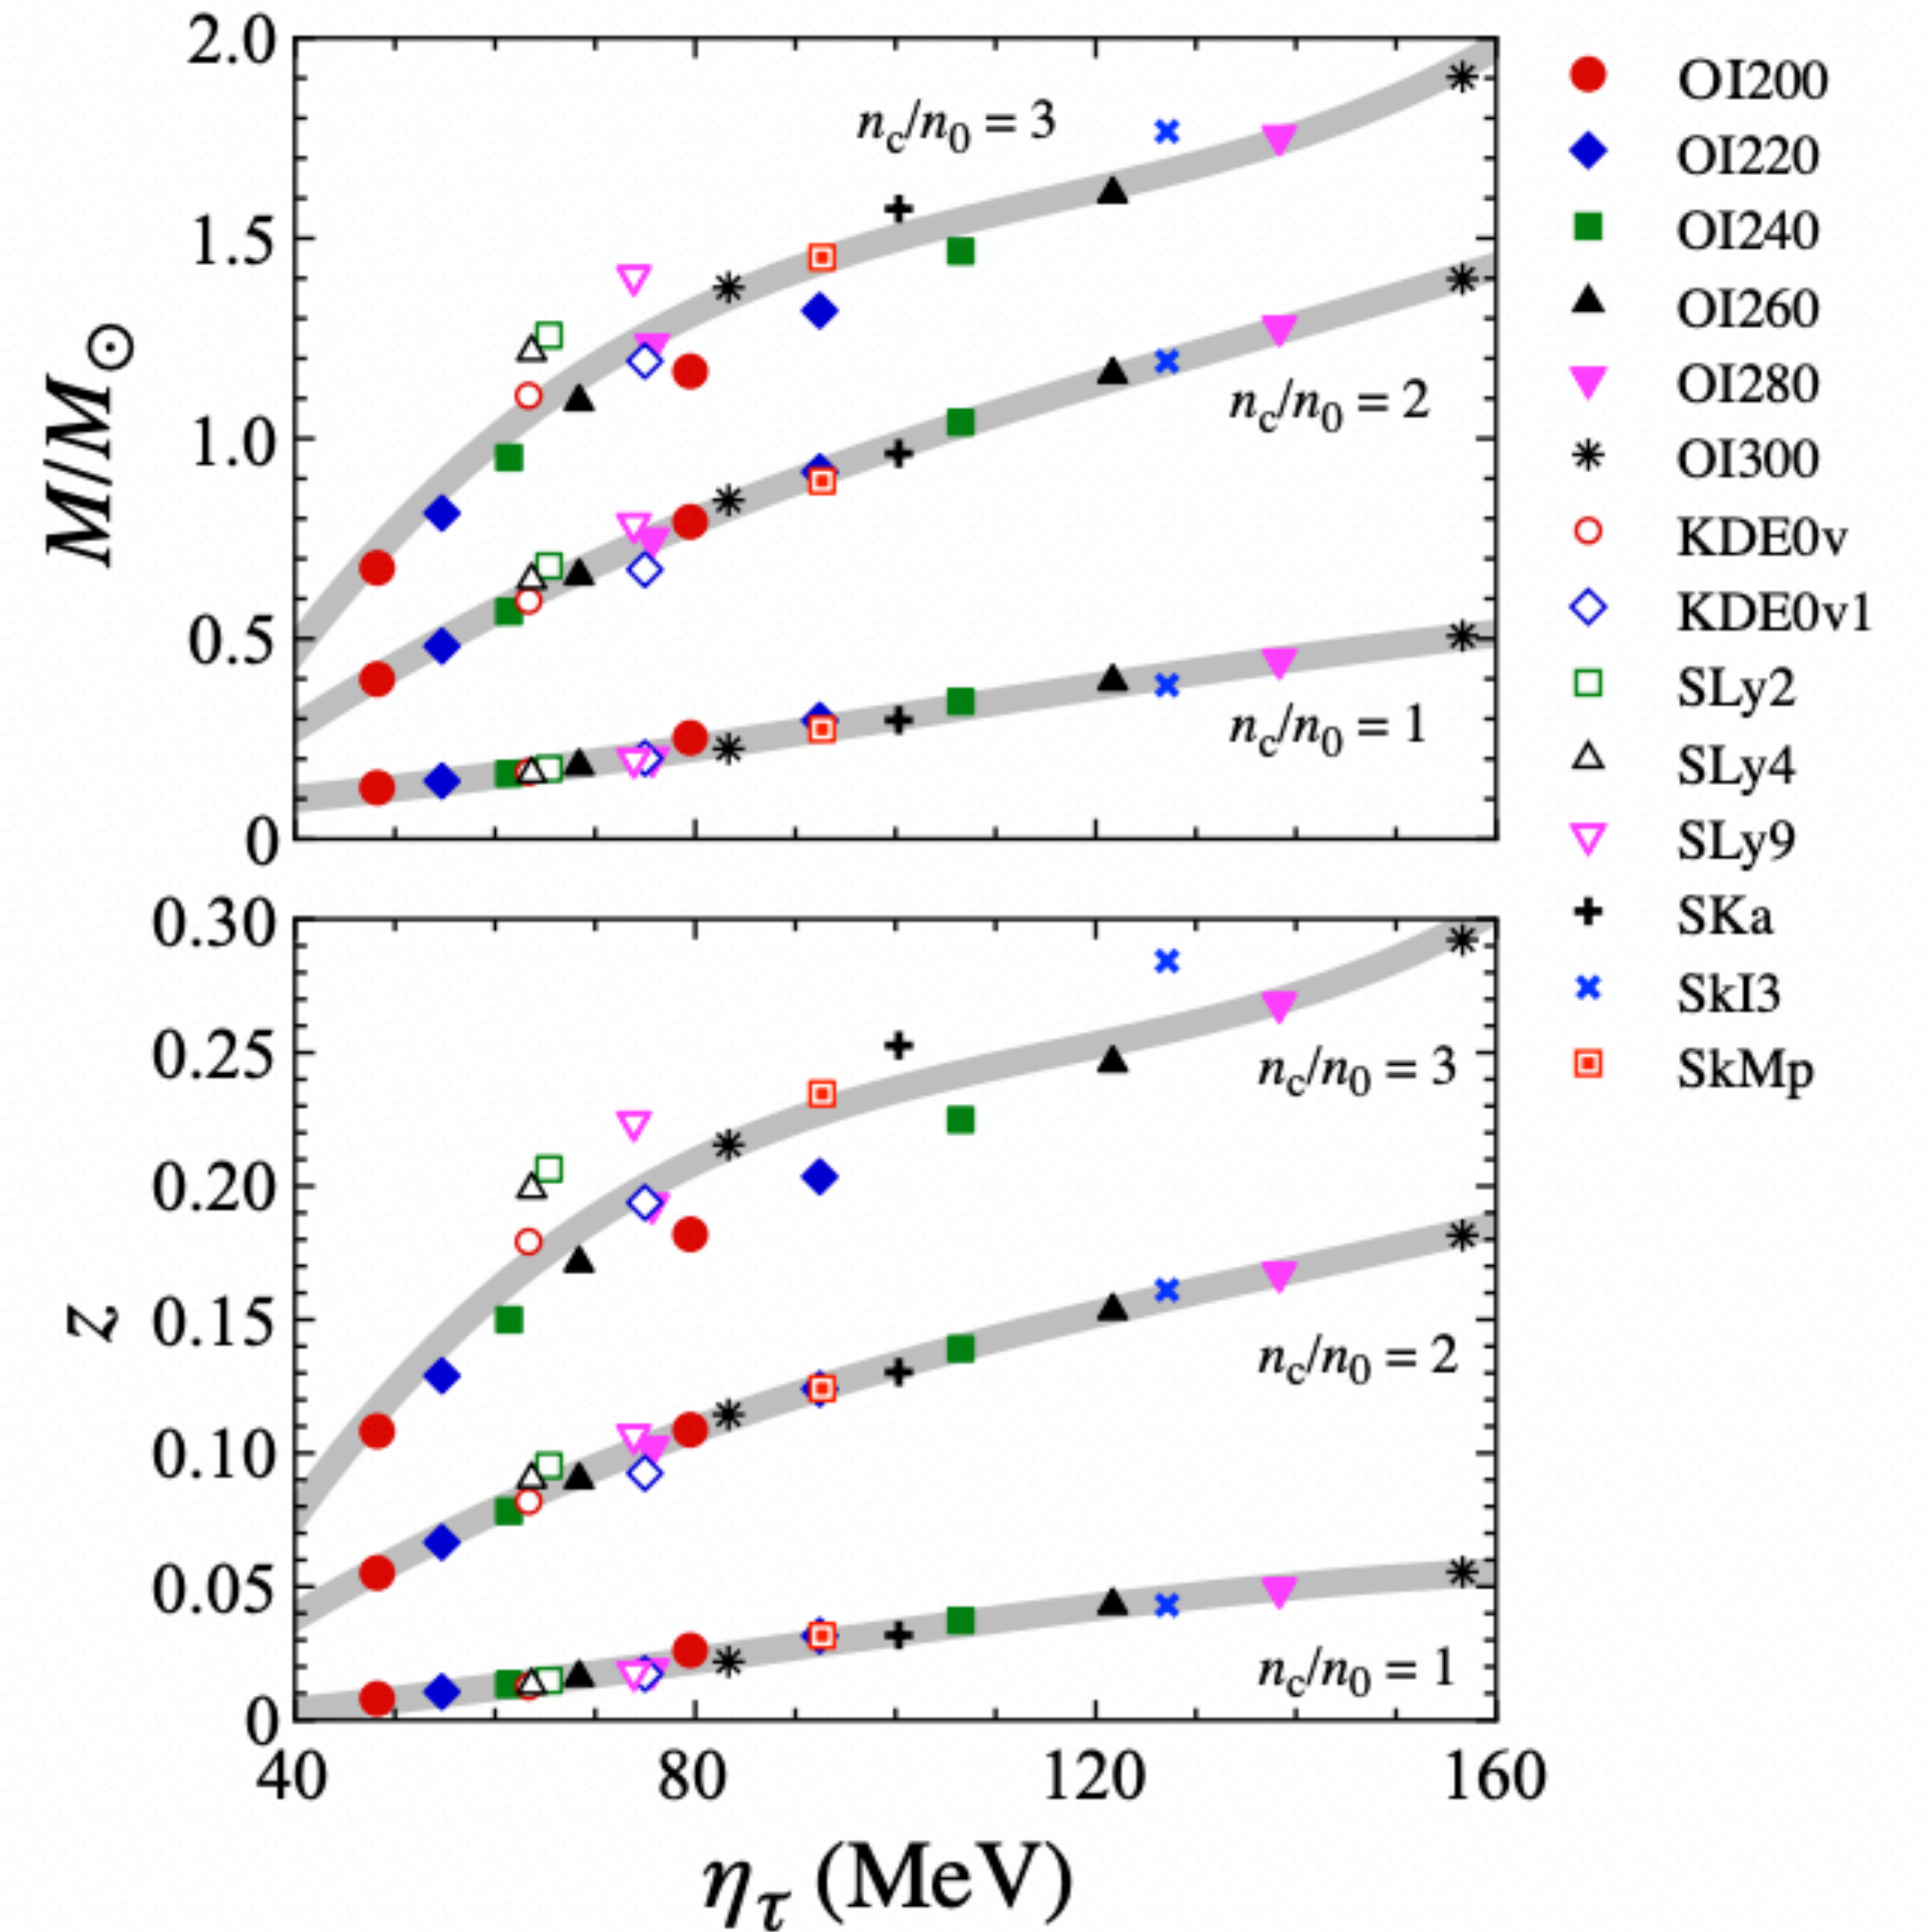 2.0
1.5
1.0
0.5
0
M/M⊙
n_c/n_0 = 3
n_c/n_0 = 2
n_c/n_0 = 1
0.30
0.25
0.20
0.15
0.10
0.05
0
z
n_c/n_0 = 3
n_c/n_0 = 2
n_c/n_0 = 1
40 80 120 160
η_τ (MeV)
OI200
OI220
OI240
OI260
OI280
OI300
KDE0v
KDE0v1
SLy2
SLy4
SLy9
SKa
SkI3
SkMp